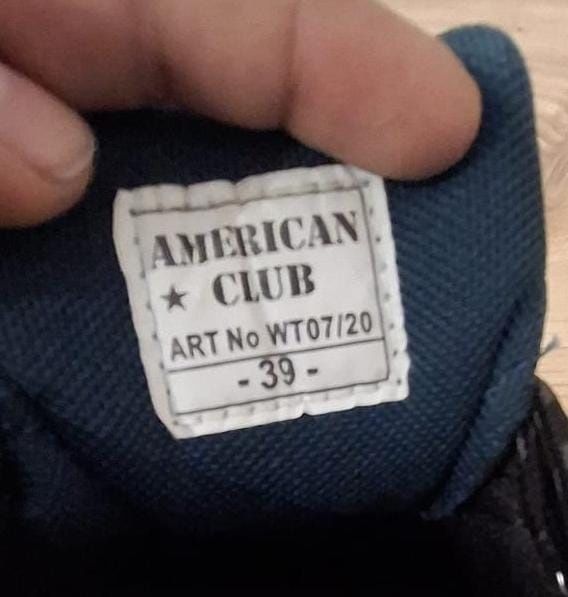 AMERICAN
★ CLUB
ART No WT07/20
- 39 -